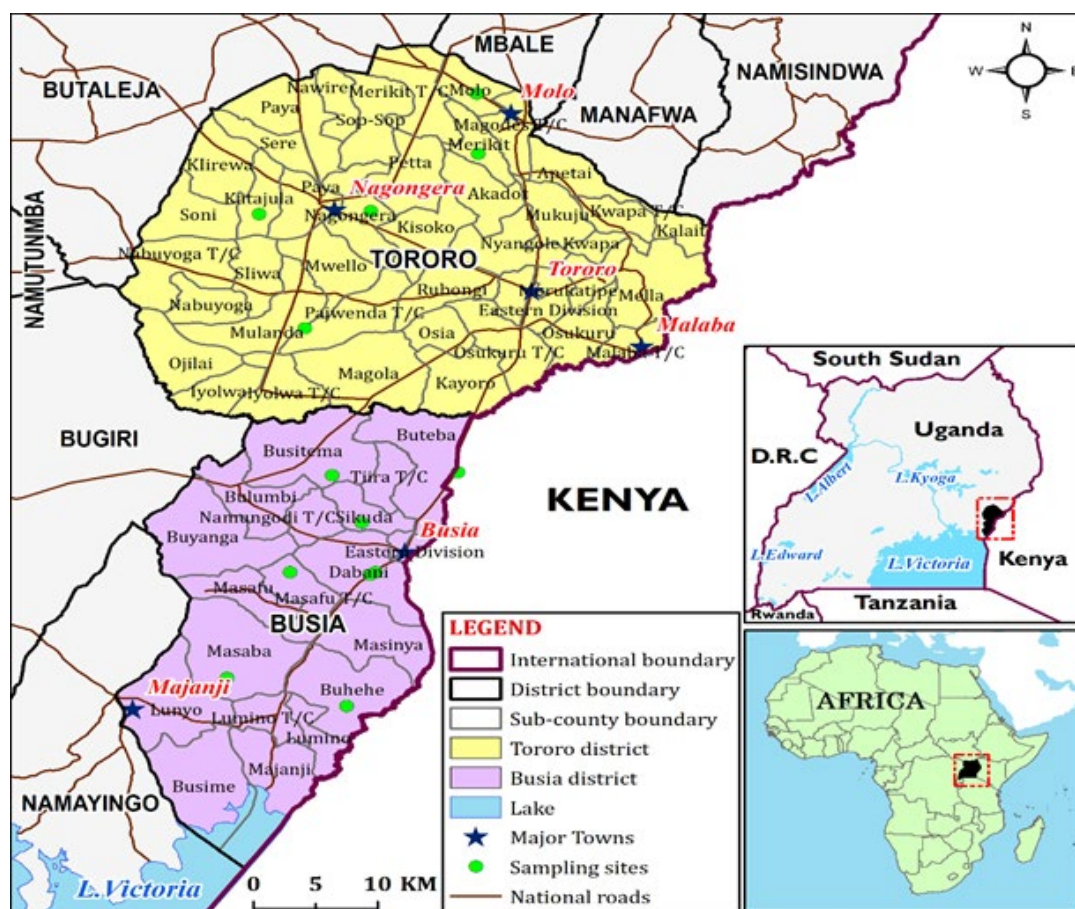 MBALE
BUTALEJA
NAMISINDWA
MANAFWA
N
W
E
S
Nawire
Merikit T/C
Molo
Molo
Paya
Sop-Sop
Magodes T/C
Merikit
Sere
Petta
Klirewa
Apetai
Akadot
Paya
Nagongera
Kitajula
Soni
Nagongera
Kisoko
Mukuju
Kwapa T/C
Kalait
NAMUTUNMBA
Nabuyoga T/C
Nyangole
Kwapa
Sliwa
Mwello
TORORO
Tororo
Rubongi
Mella
Nabuyoga
Pajwenda T/C
Eastern Division
Mulanda
Osia
Osukuru
Malaba
Osukuru T/C
Malaba T/C
Ojilai
Magola
Kayoro
Iyolwa
Iyolwa T/C
BUGIRI
Buteba
Busitema
Tiira T/C
KENYA
Bulumbi
Namungodi T/C
Sikuda
Busia
Buyanga
Eastern Division
Dabani
Masafu
Masafu T/C
BUSIA
Masaba
Masinya
Majanji
Buhehe
Lunyo
Lumino T/C
Lumino
Majanji
Busime
NAMAYINGO
L.Victoria
0 5 10 KM
LEGEND
International boundary
District boundary
Sub-county boundary
Tororo district
Busia district
Lake
Major Towns
Sampling sites
National roads
South Sudan
Uganda
D.R.C
L.Albert
L.Kyoga
L.Edward
L.Victoria
Kenya
Tanzania
Rwanda
AFRICA